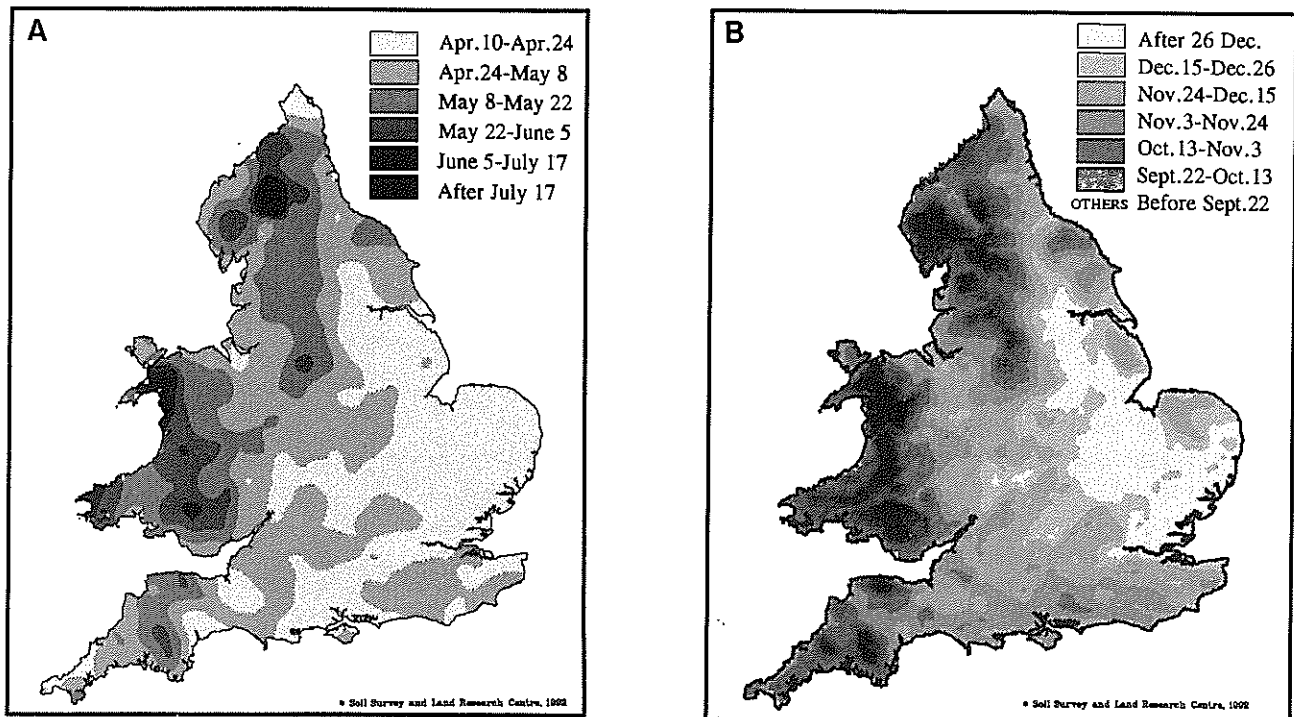 A
Apr.10-Apr.24
Apr.24-May 8
May 8-May 22
May 22-June 5
June 5-July 17
After July 17
© Soil Survey and Land Research Centre, 1992
B
After 26 Dec.
Dec.15-Dec.26
Nov.24-Dec.15
Nov.3-Nov.24
Oct.13-Nov.3
Sept.22-Oct.13
OTHERS Before Sept.22
© Soil Survey and Land Research Centre, 1992